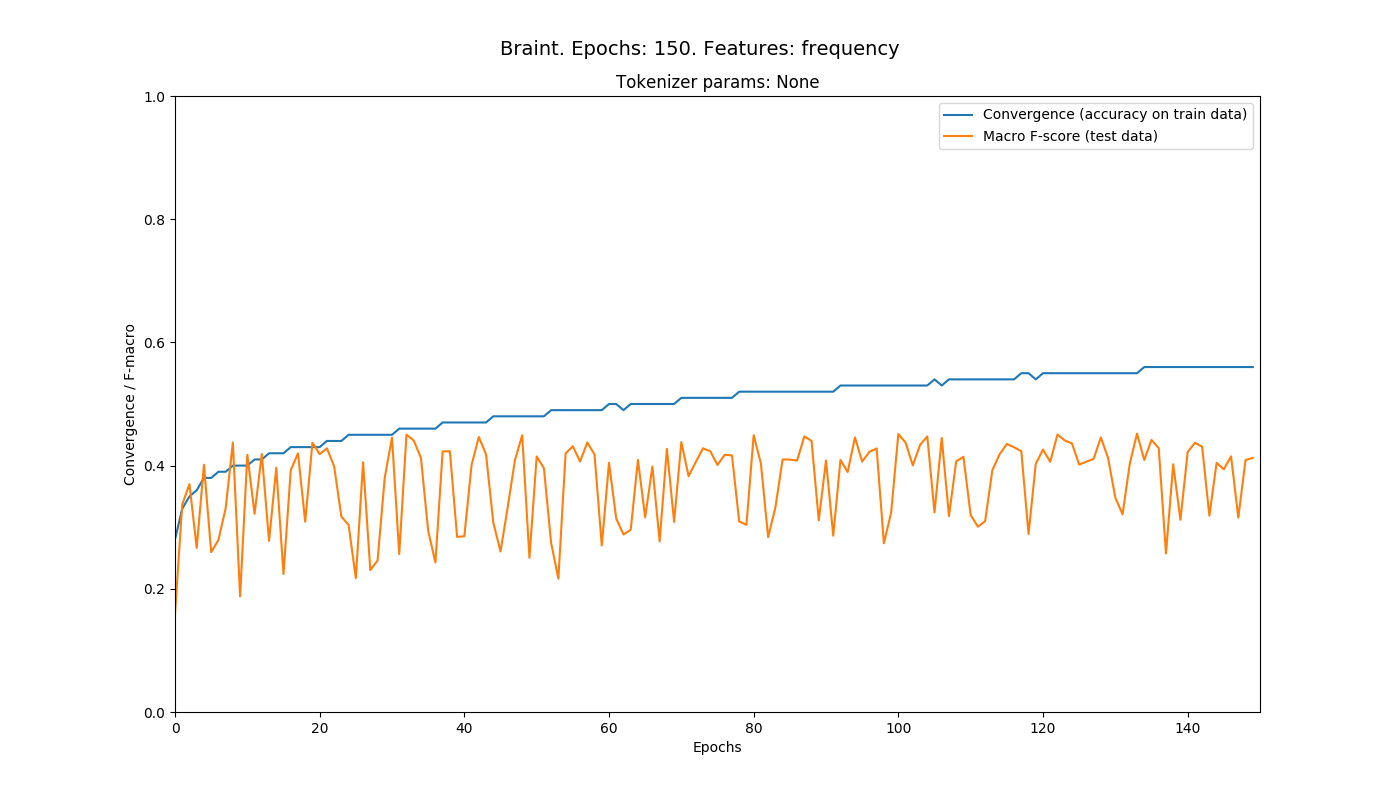 Braint. Epochs: 150. Features: frequency
Tokenizer params: None
Convergence (accuracy on train data)
Macro F-score (test data)
1.0
0.8
0.6
0.4
0.2
0.0
Convergence / F-macro
0 20 40 60 80 100 120 140
Epochs